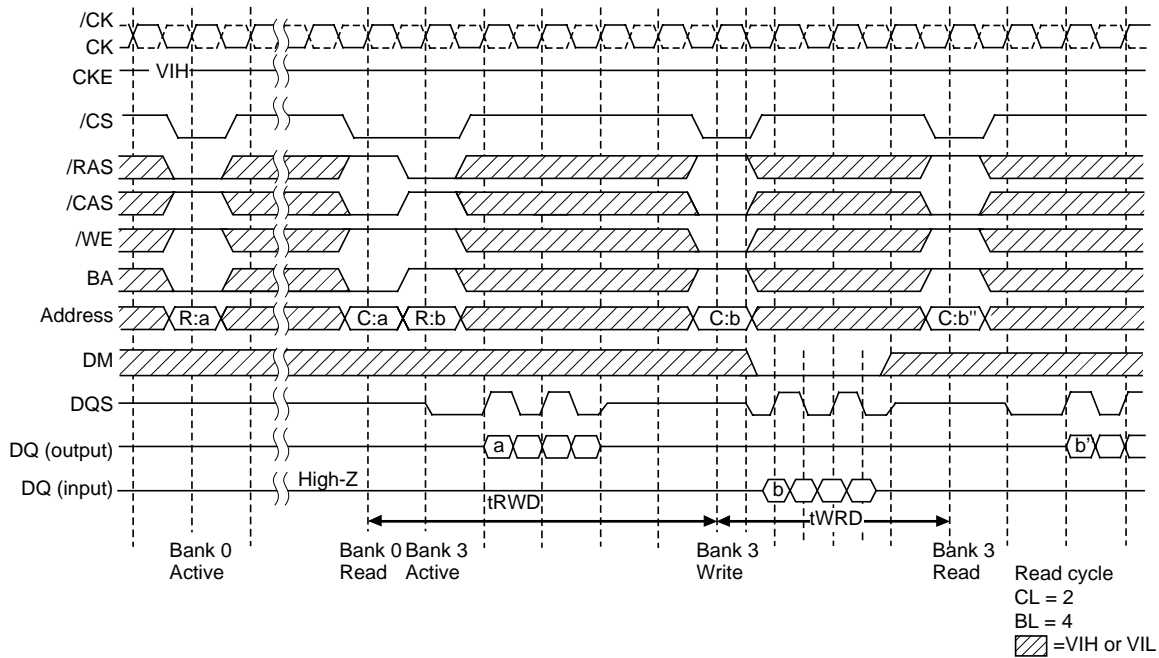 /CK
CK
CKE
VIH
/CS
/RAS
/CAS
/WE
BA
Address
R:a
C:a
R:b
C:b
C:b"
DM
DQS
DQ (output)
a
b'
DQ (input)
High-Z
b
tRWD
tWRD
Bank 0
Active
Bank 0
Read
Bank 3
Active
Bank 3
Write
Bank 3
Read
Read cycle
CL = 2
BL = 4
=VIH or VIL